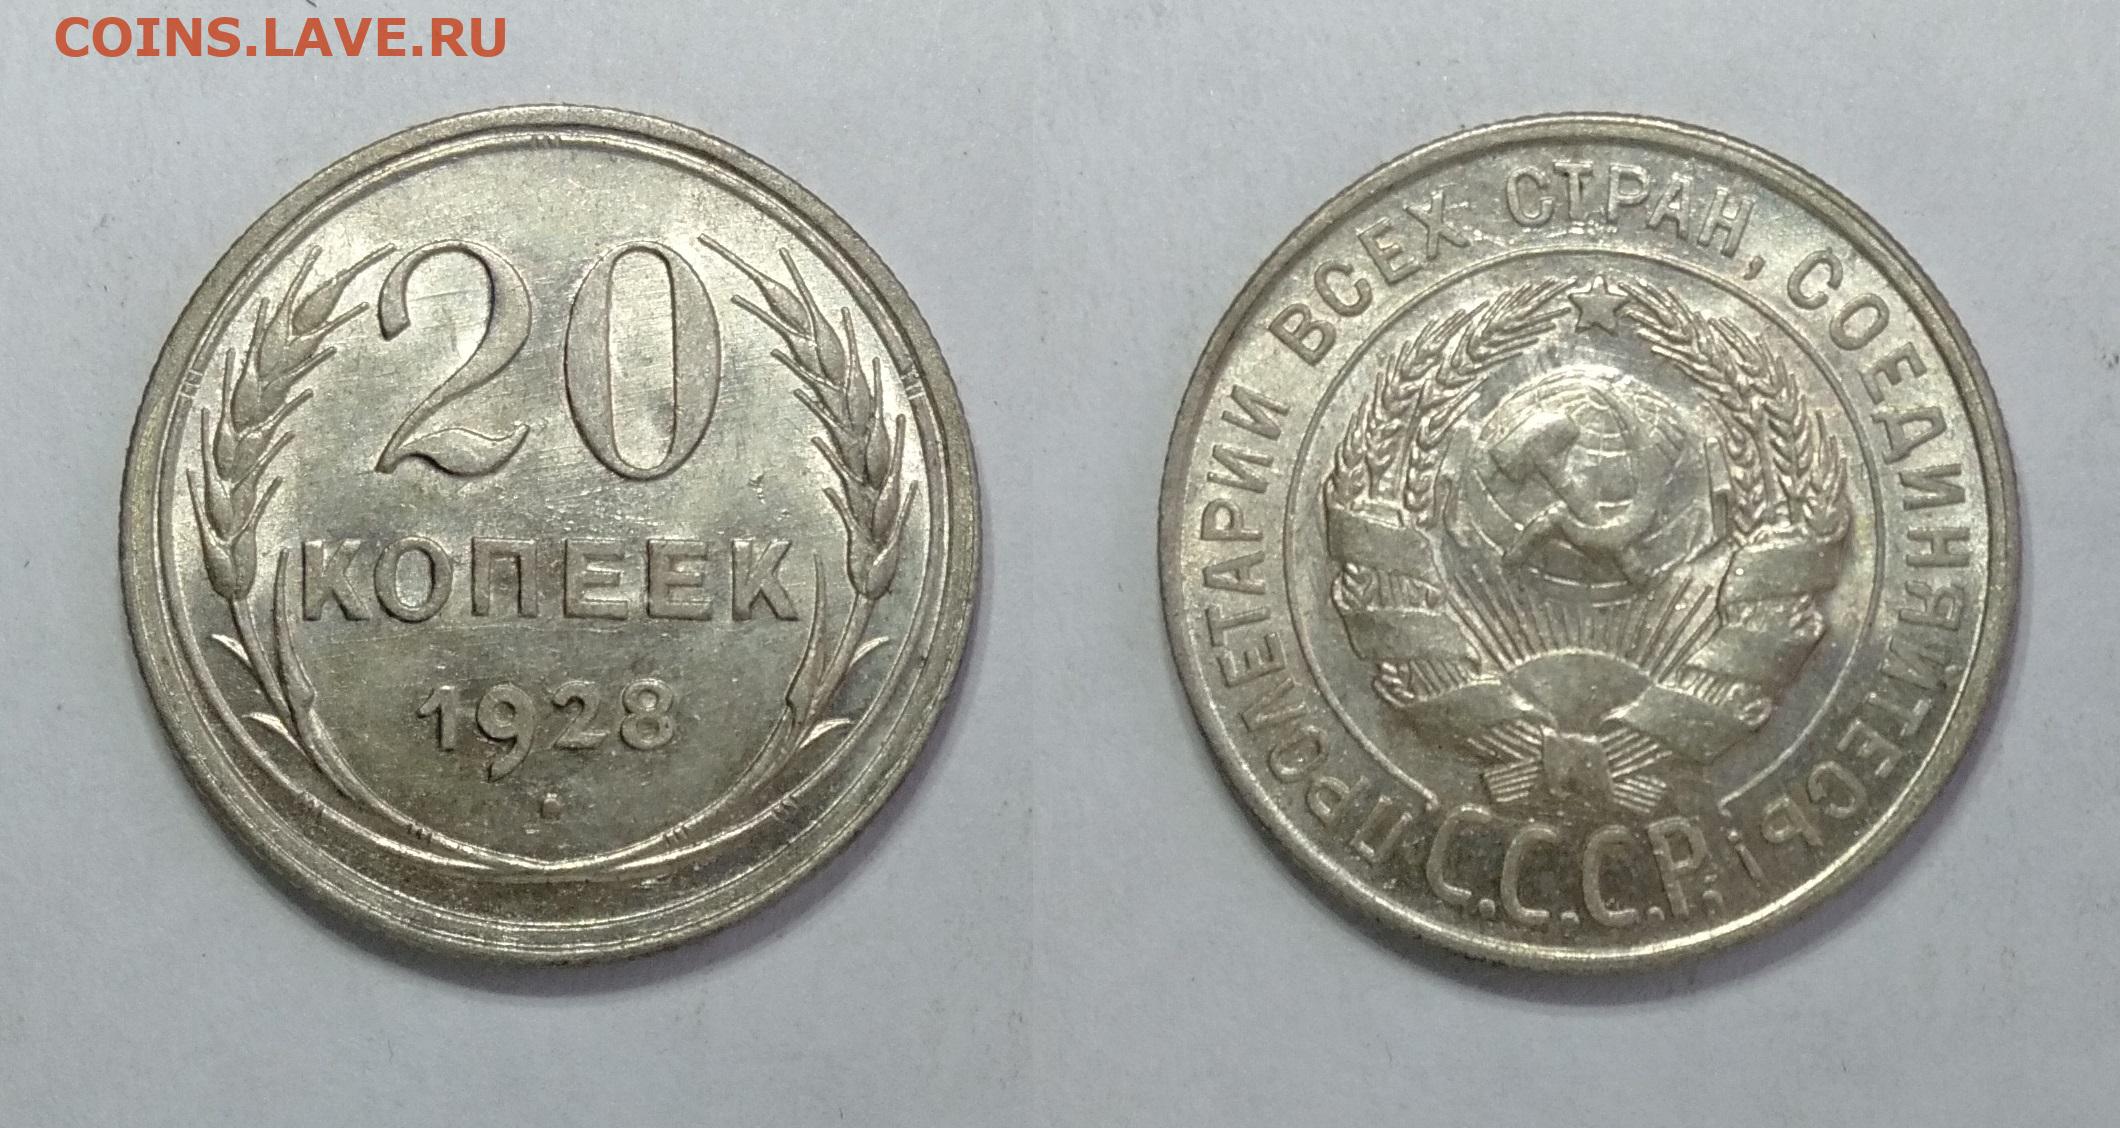 COINS.LAVE.RU
20
КОПЕЕК
1928
ПРОЛЕТАРИИ ВСЕХ СТРАН, СОЕДИНЯЙТЕСЬ!
С.С.С.Р.